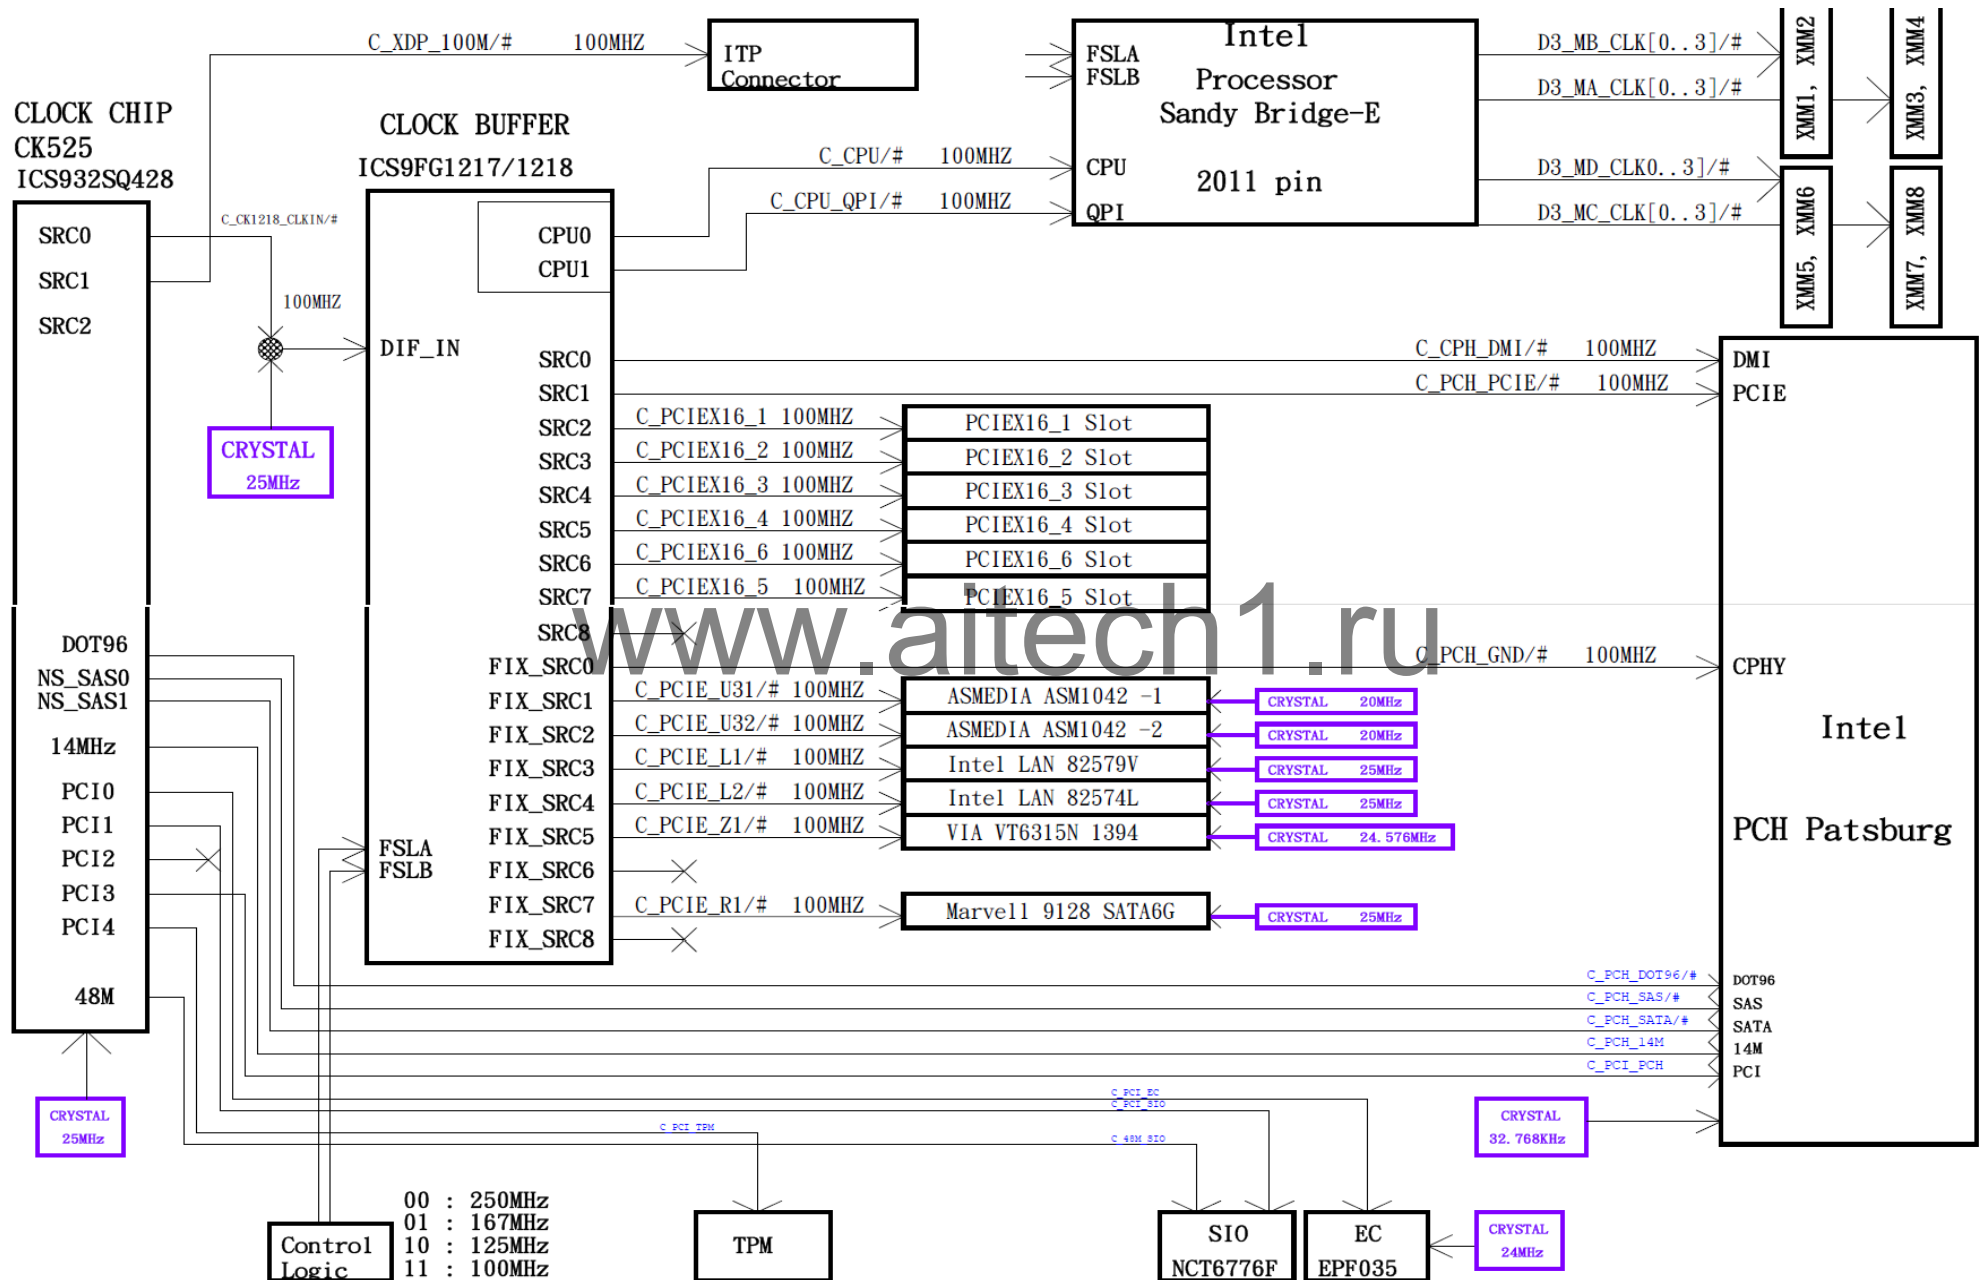 C_XDP_100M/# 100MHZ
ITP
Connector
CLOCK CHIP
CK525
ICS932SQ428
SRC0
SRC1
SRC2
DOT96
NS_SAS0
NS_SAS1
14MHz
PCI0
PCI1
PCI2
PCI3
PCI4
48M
CRYSTAL
25MHz
C_CK1218_CLKIN/#
100MHZ
CRYSTAL
25MHz
CLOCK BUFFER
ICS9FG1217/1218
DIF_IN
FSLA
FSLB
CPU0
CPU1
SRC0
SRC1
SRC2
SRC3
SRC4
SRC5
SRC6
SRC7
SRC8
FIX_SRC0
FIX_SRC1
FIX_SRC2
FIX_SRC3
FIX_SRC4
FIX_SRC5
FIX_SRC6
FIX_SRC7
FIX_SRC8
C_CPU/# 100MHZ
C_CPU_QPI/# 100MHZ
FSLA
FSLB
CPU
QPI
Intel
Processor
Sandy Bridge-E
2011 pin
D3_MB_CLK[0..3]/#
D3_MA_CLK[0..3]/#
D3_MD_CLK0..3]/#
D3_MC_CLK[0..3]/#
XMM1, XMM2
XMM3, XMM4
XMM5, XMM6
XMM7, XMM8
C_CPH_DMI/# 100MHZ
C_PCH_PCIE/# 100MHZ
C_PCIEX16_1 100MHZ
C_PCIEX16_2 100MHZ
C_PCIEX16_3 100MHZ
C_PCIEX16_4 100MHZ
C_PCIEX16_6 100MHZ
C_PCIEX16_5 100MHZ
PCIEX16_1 Slot
PCIEX16_2 Slot
PCIEX16_3 Slot
PCIEX16_4 Slot
PCIEX16_6 Slot
PCIEX16_5 Slot
www.aitech1.ru
C_PCH_GND/# 100MHZ
C_PCIE_U31/# 100MHZ
C_PCIE_U32/# 100MHZ
C_PCIE_L1/# 100MHZ
C_PCIE_L2/# 100MHZ
C_PCIE_Z1/# 100MHZ
C_PCIE_R1/# 100MHZ
ASMEDIA ASM1042 -1
ASMEDIA ASM1042 -2
Intel LAN 82579V
Intel LAN 82574L
VIA VT6315N 1394
Marvell 9128 SATA6G
CRYSTAL 20MHz
CRYSTAL 20MHz
CRYSTAL 25MHz
CRYSTAL 25MHz
CRYSTAL 24.576MHz
CRYSTAL 25MHz
DMI
PCIE
CPHY
Intel
PCH Patsburg
DOT96
SAS
SATA
14M
PCI
C_PCH_DOT96/#
C_PCH_SAS/#
C_PCH_SATA/#
C_PCH_14M
C_PCI_PCH
C_PCI_EC
C_PCI_SIO
C_PCI_TPM
C_48M_SIO
CRYSTAL
32.768KHz
Control
Logic
00 : 250MHz
01 : 167MHz
10 : 125MHz
11 : 100MHz
TPM
SIO
NCT6776F
EC
EPF035
CRYSTAL
24MHz